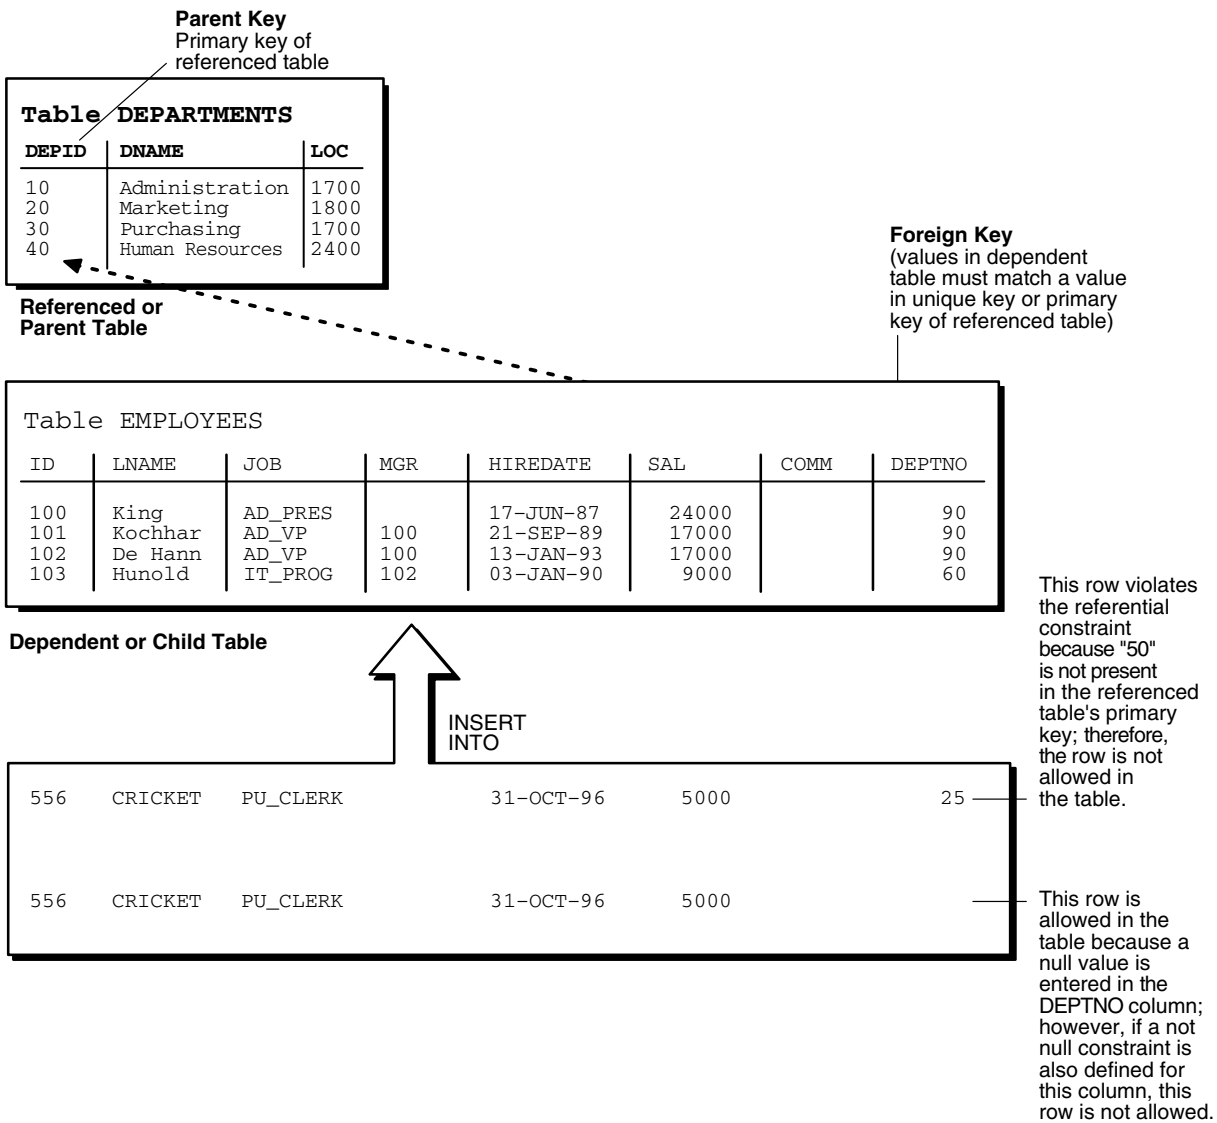 Parent Key
Primary key of
referenced table
Table DEPARTMENTS
DEPID DNAME LOC
10 Administration 1700
20 Marketing 1800
30 Purchasing 1700
40 Human Resources 2400
Referenced or
Parent Table
Foreign Key
(values in dependent
table must match a value
in unique key or primary
key of referenced table)
Table EMPLOYEES
ID LNAME JOB MGR HIREDATE SAL COMM DEPTNO
100 King AD_PRES 17–JUN–87 24000 90
101 Kochhar AD_VP 100 21–SEP–89 17000 90
102 De Hann AD_VP 100 13–JAN–93 17000 90
103 Hunold IT_PROG 102 03–JAN–90 9000 60
Dependent or Child Table
INSERT
INTO
556 CRICKET PU_CLERK 31–OCT–96 5000 25
This row violates
the referential
constraint
because "50"
is not present
in the referenced
table's primary
key; therefore,
the row is not
allowed in
the table.
556 CRICKET PU_CLERK 31–OCT–96 5000
This row is
allowed in the
table because a
null value is
entered in the
DEPTNO column;
however, if a not
null constraint is
also defined for
this column, this
row is not allowed.